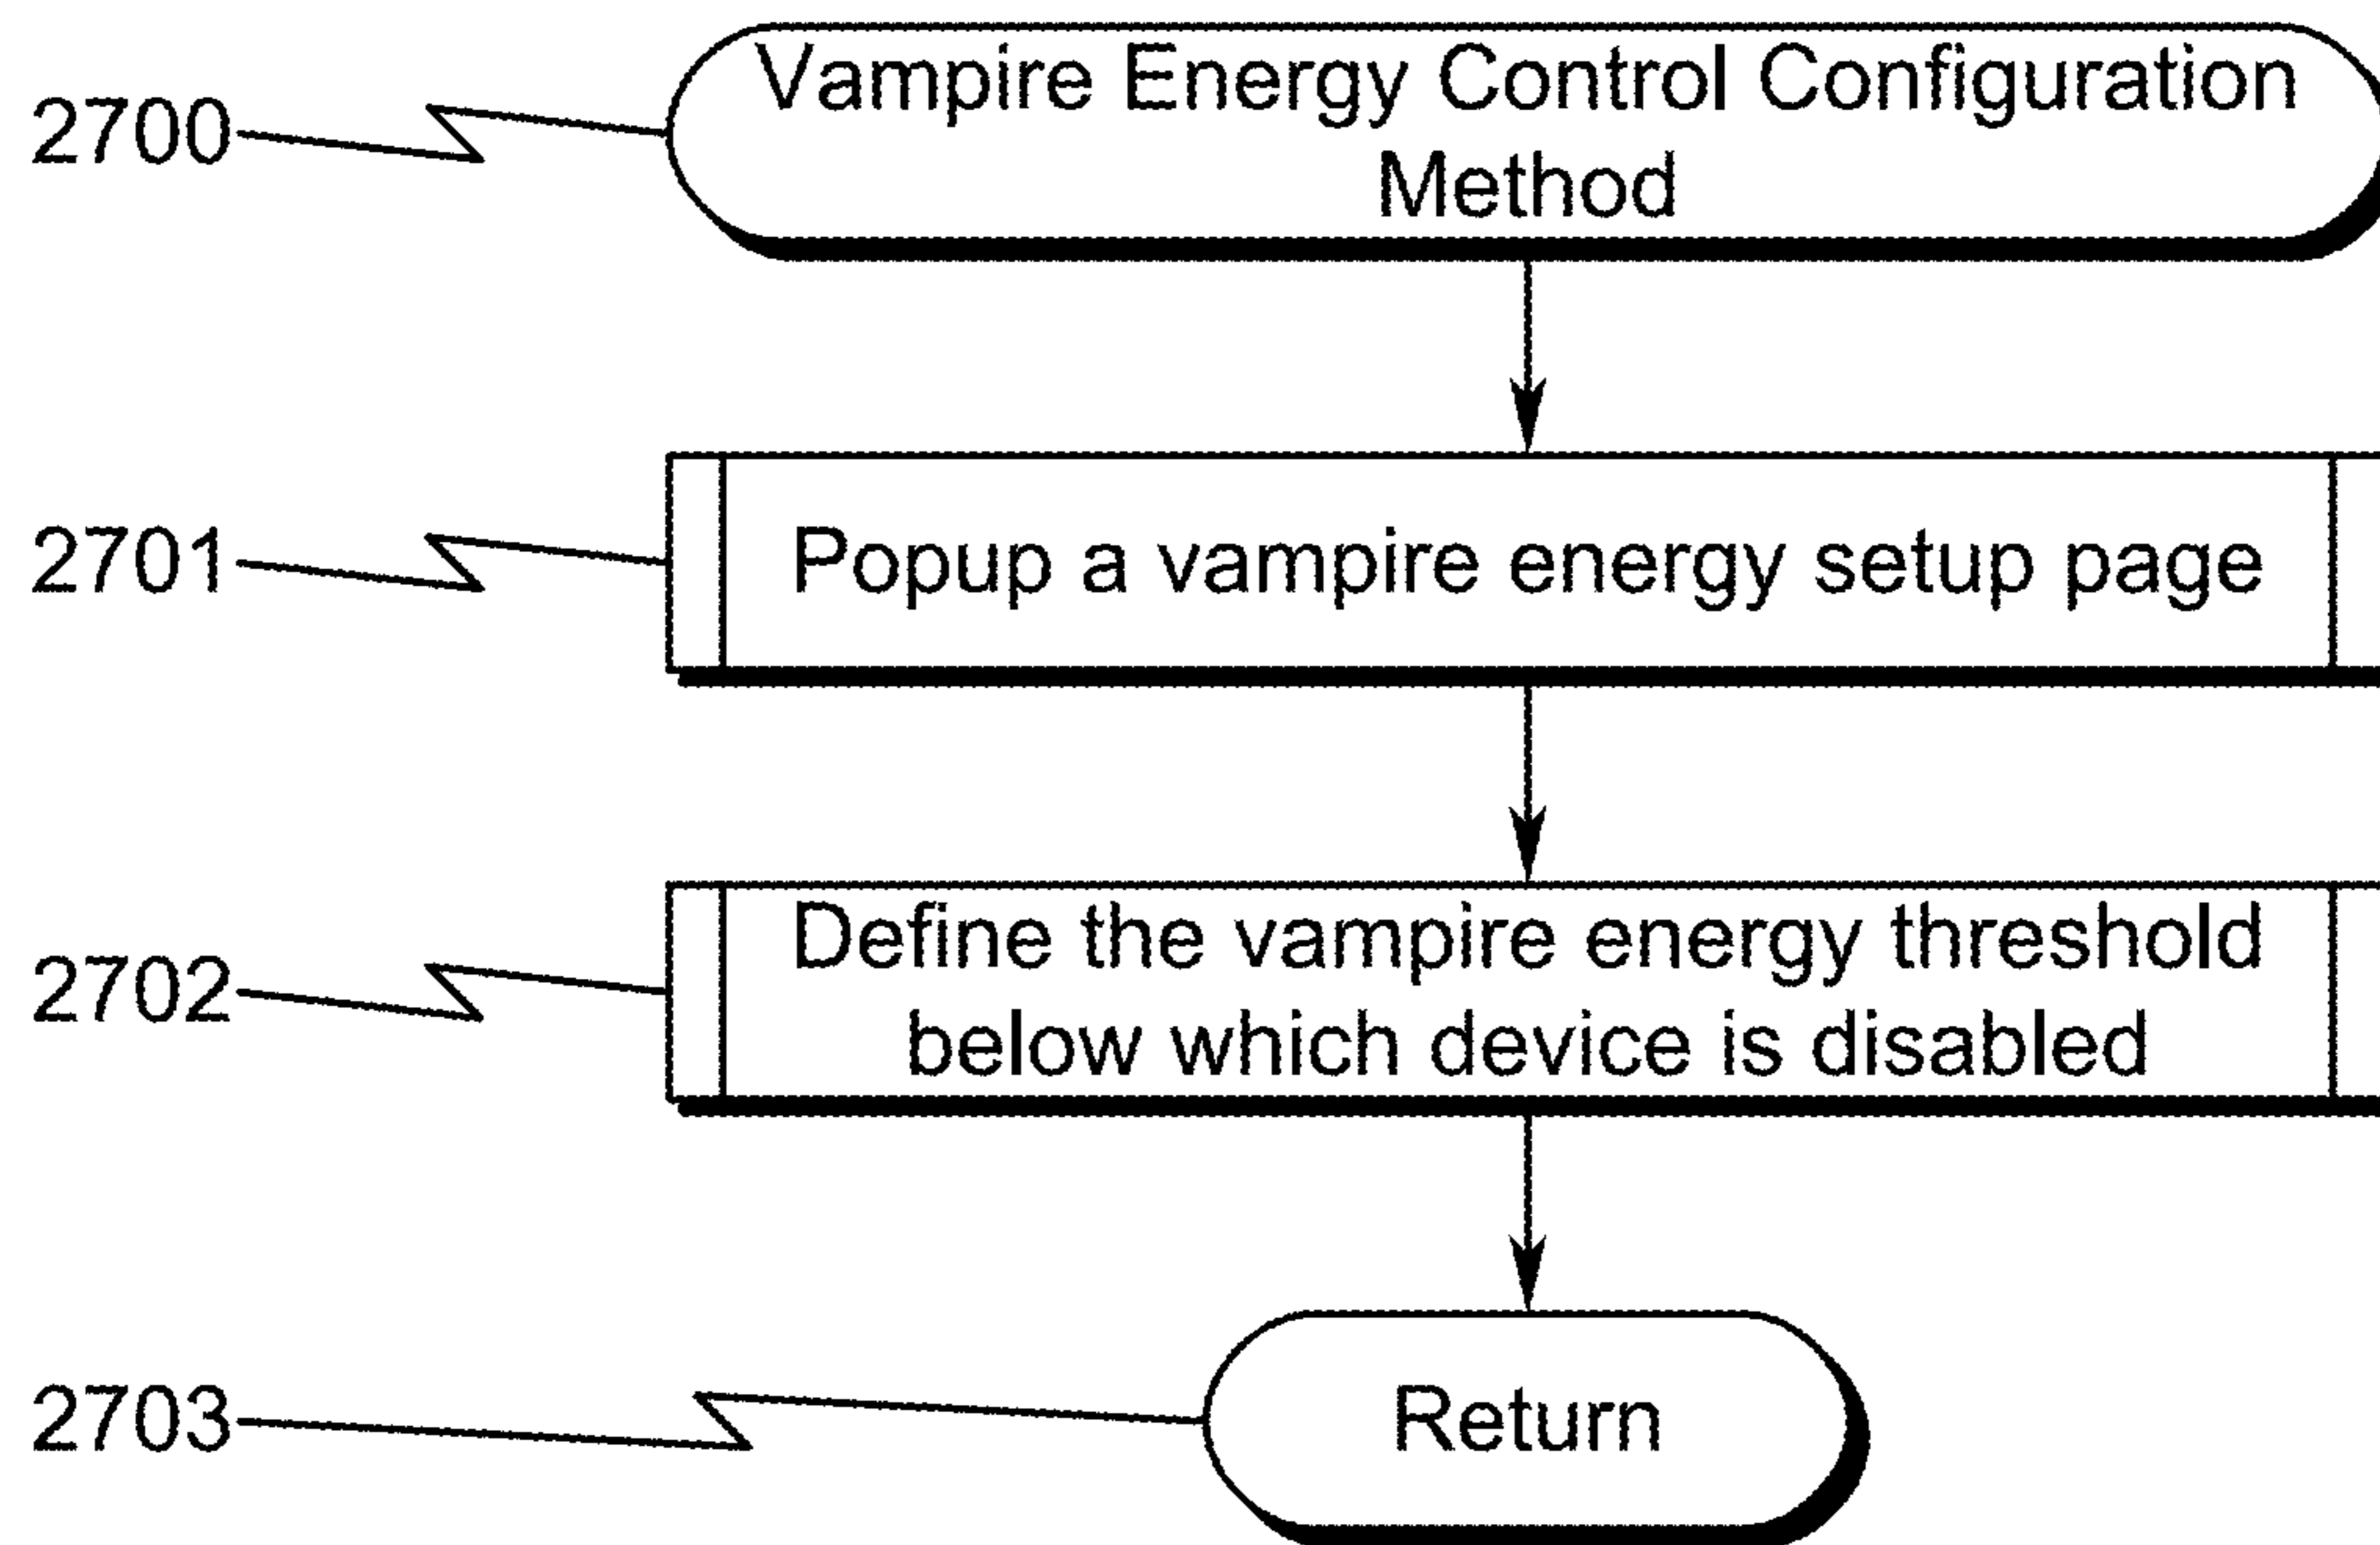 2700
Vampire Energy Control Configuration
Method
2701
Popup a vampire energy setup page
2702
Define the vampire energy threshold
below which device is disabled
2703
Return